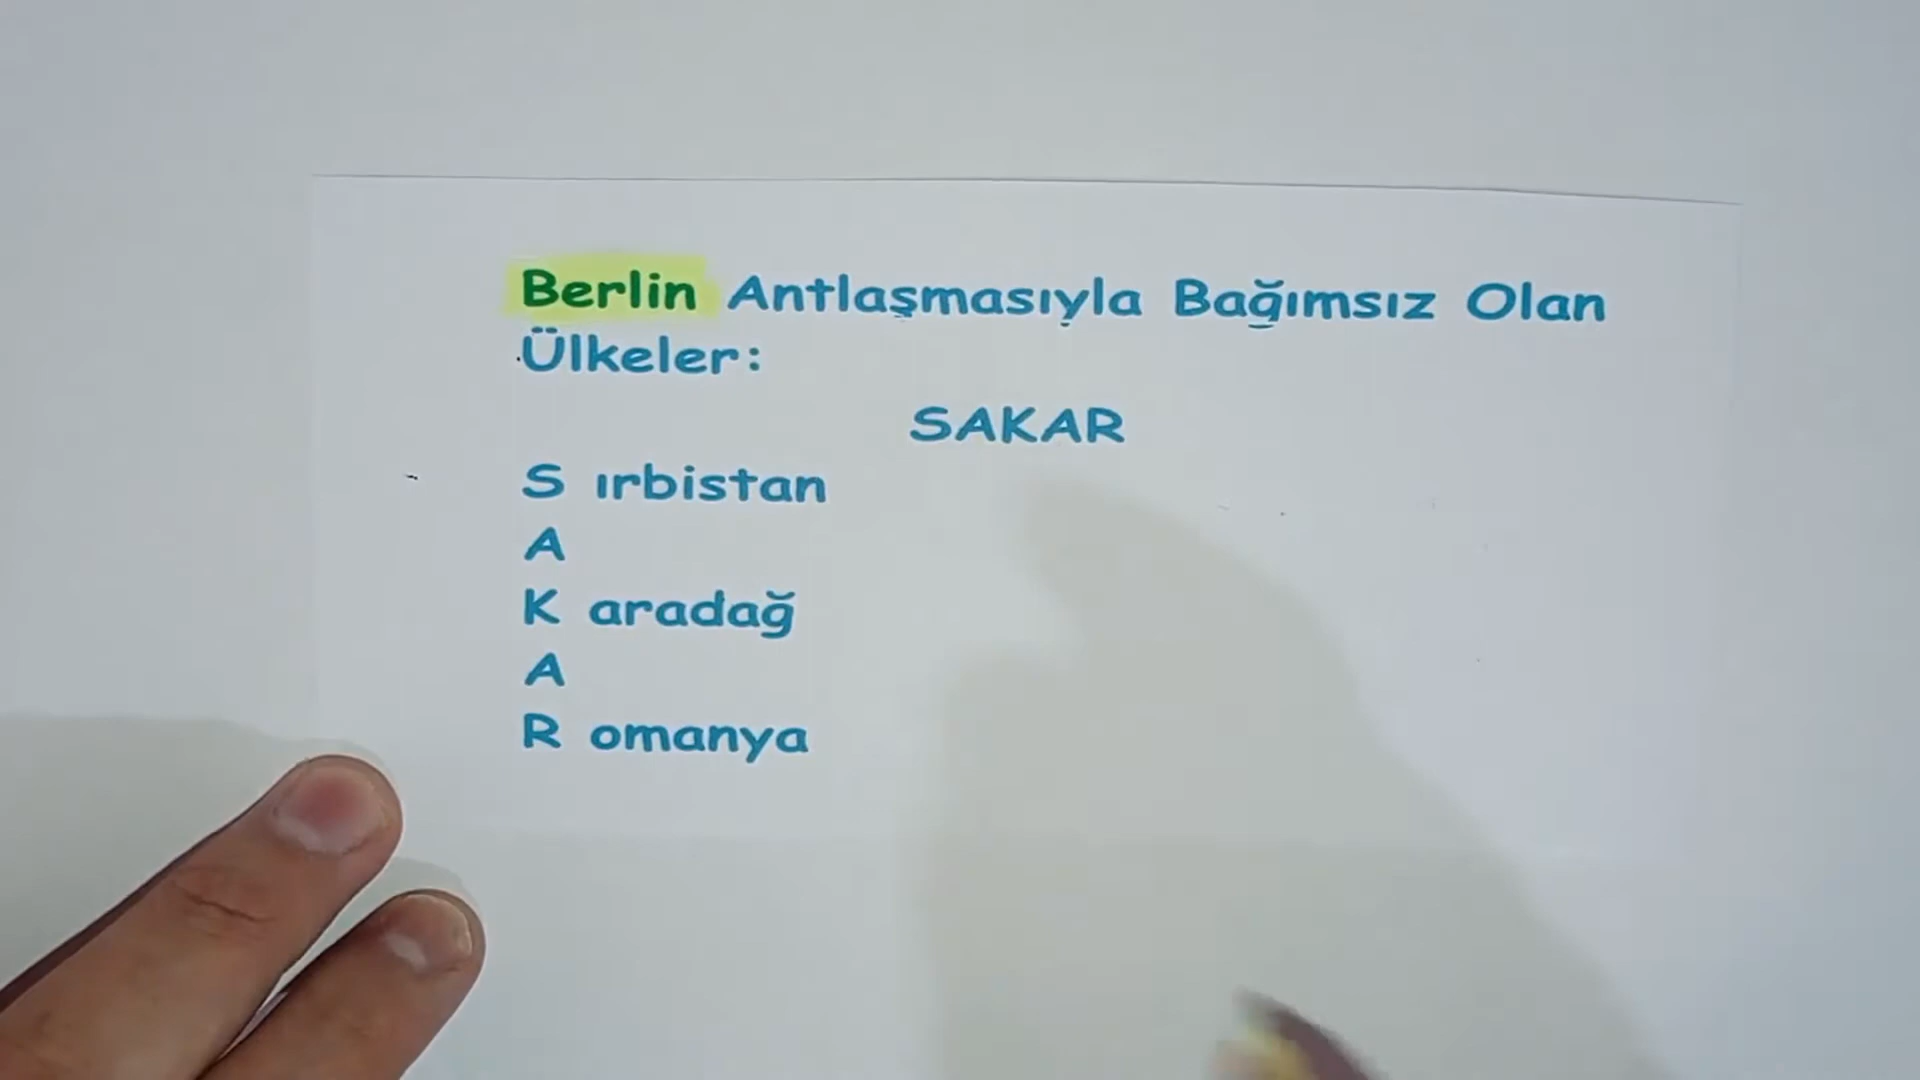 Berlin Antlaşmasıyla Bağımsız Olan
Ülkeler:
SAKAR
S ırbistan
A
K aradağ
A
R omanya